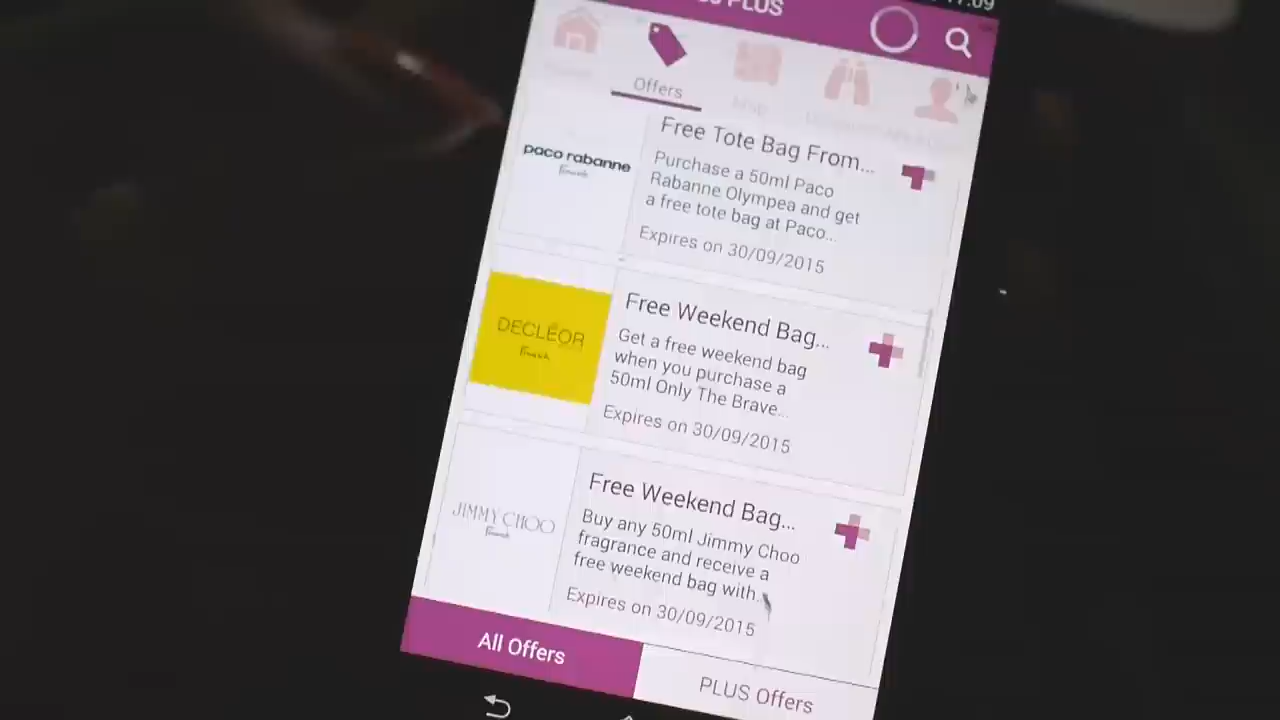 PLUS
17:09
Offers
Free Tote Bag From...
paco rabanne
Purchase a 50ml Paco
Rabanne Olympea and get
a free tote bag at Paco...
Expires on 30/09/2015
DECLÉOR
Free Weekend Bag...
Get a free weekend bag
when you purchase a
50ml Only The Brave...
Expires on 30/09/2015
JIMMY CHOO
Free Weekend Bag...
Buy any 50ml Jimmy Choo
fragrance and receive a
free weekend bag with...
Expires on 30/09/2015
All Offers
PLUS Offers